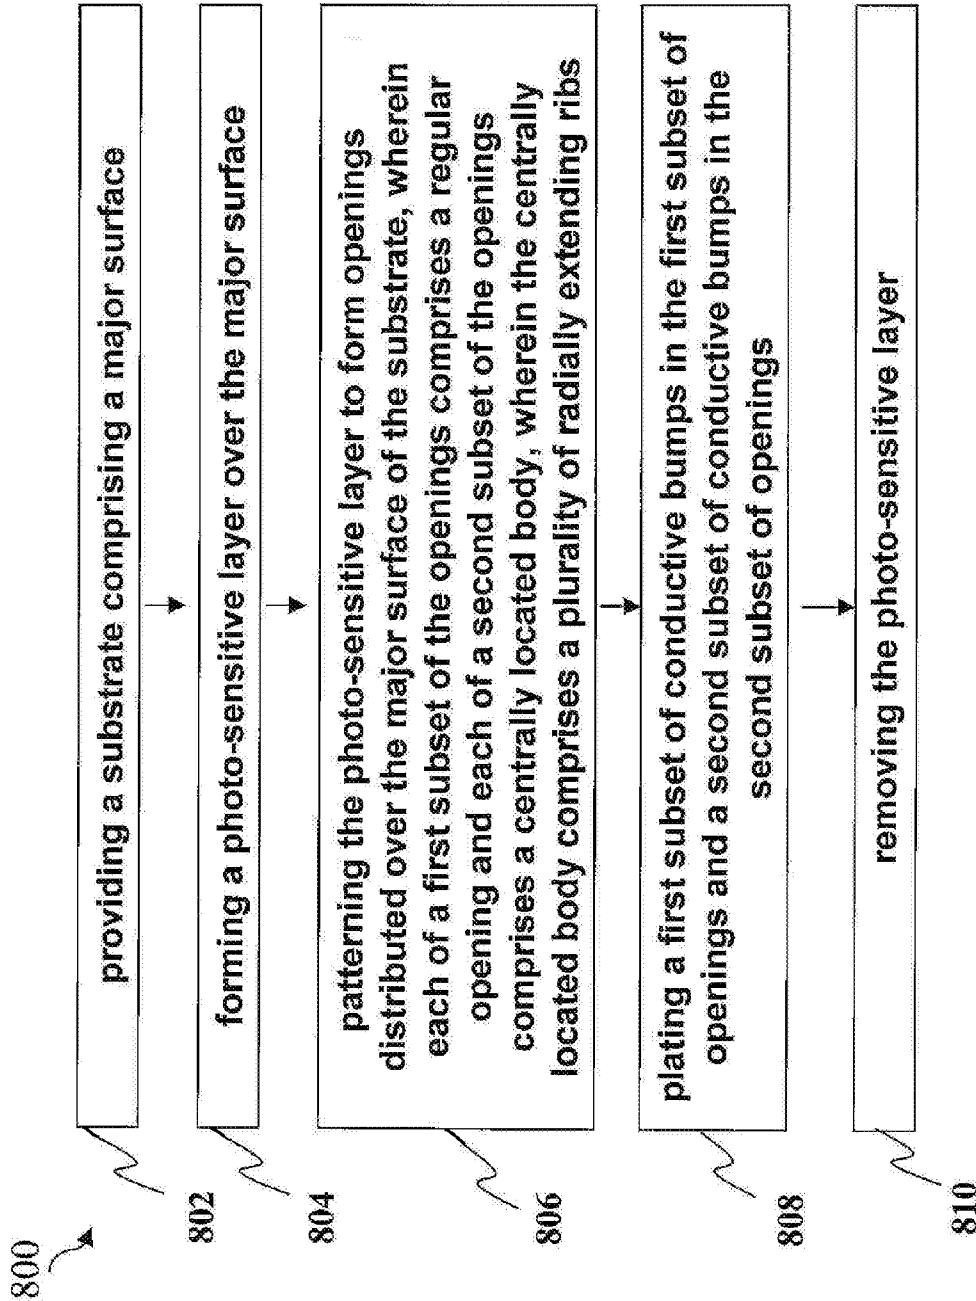 800
802
providing a substrate comprising a major surface
804
forming a photo-sensitive layer over the major surface
806
patterning the photo-sensitive layer to form openings
distributed over the major surface of the substrate, wherein
each of a first subset of the openings comprises a regular
opening and each of a second subset of the openings
comprises a centrally located body, wherein the centrally
located body comprises a plurality of radially extending ribs
808
plating a first subset of conductive bumps in the first subset of
openings and a second subset of conductive bumps in the
second subset of openings
810
removing the photo-sensitive layer